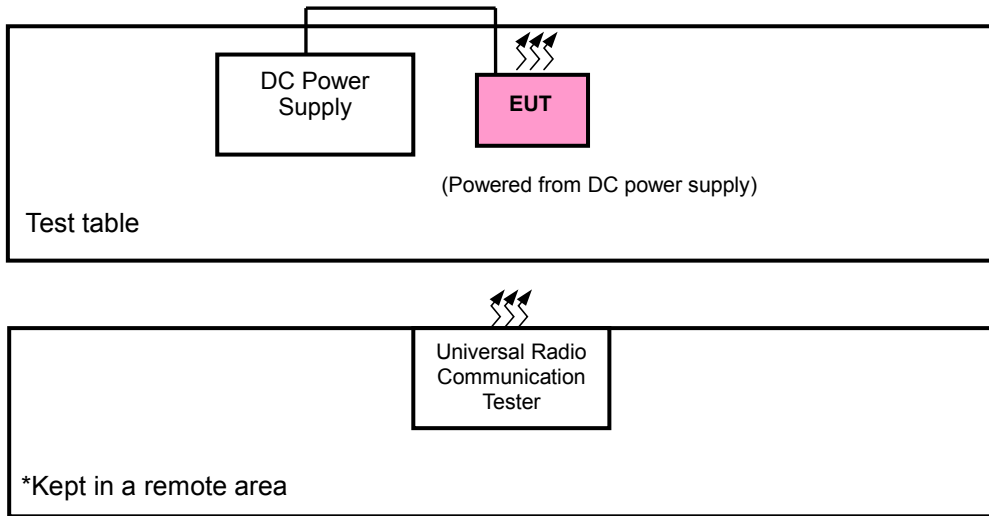 DC Power
Supply
EUT
(Powered from DC power supply)
Test table
Universal Radio
Communication
Tester
*Kept in a remote area